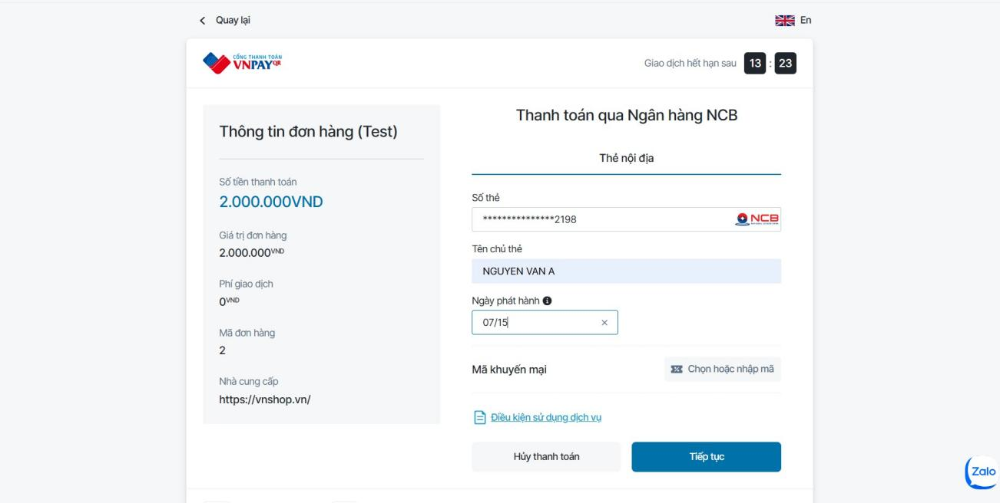 Quay lại
En
CỔNG THANH TOÁN
VNPAYQR
Giao dịch hết hạn sau 13 : 23
Thông tin đơn hàng (Test)
Số tiền thanh toán
2.000.000VND
Giá trị đơn hàng
2.000.000VND
Phí giao dịch
0VND
Mã đơn hàng
2
Nhà cung cấp
https://vnshop.vn/
Thanh toán qua Ngân hàng NCB
Thẻ nội địa
Số thẻ
***************2198
NCB
Tên chủ thẻ
NGUYEN VAN A
Ngày phát hành
07/15
Mã khuyến mại
Chọn hoặc nhập mã
Điều kiện sử dụng dịch vụ
Hủy thanh toán
Tiếp tục
Zalo